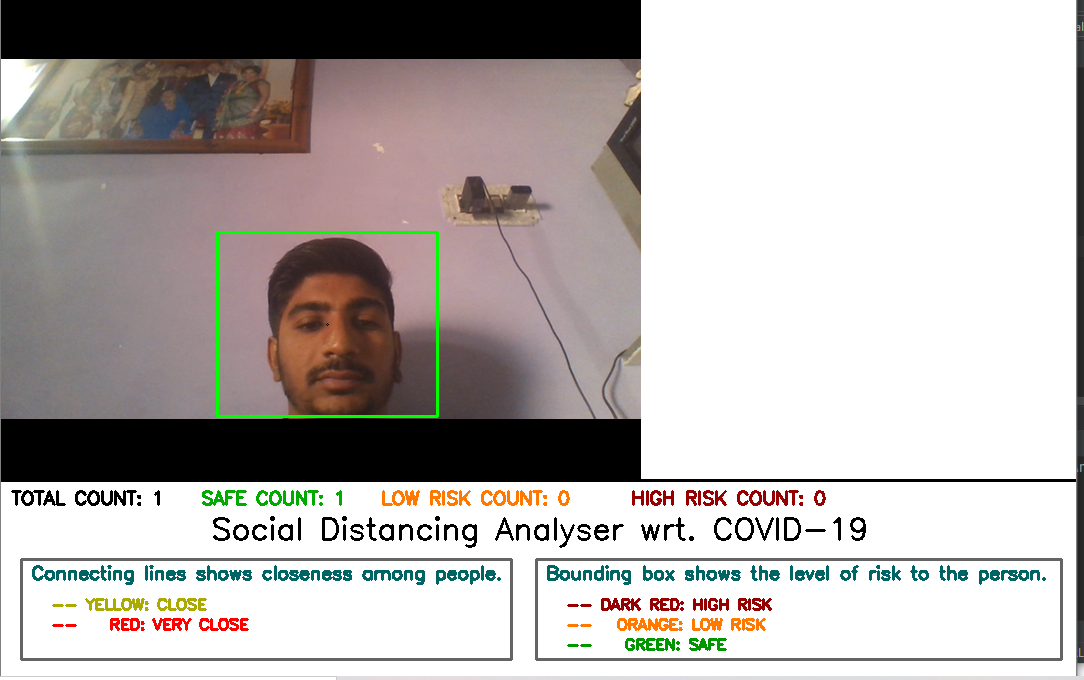 TOTAL COUNT: 1 SAFE COUNT: 1 LOW RISK COUNT: 0 HIGH RISK COUNT: 0
Social Distancing Analyser wrt. COVID-19
Connecting lines shows closeness among people.
-- YELLOW: CLOSE
-- RED: VERY CLOSE
Bounding box shows the level of risk to the person.
-- DARK RED: HIGH RISK
-- ORANGE: LOW RISK
-- GREEN: SAFE